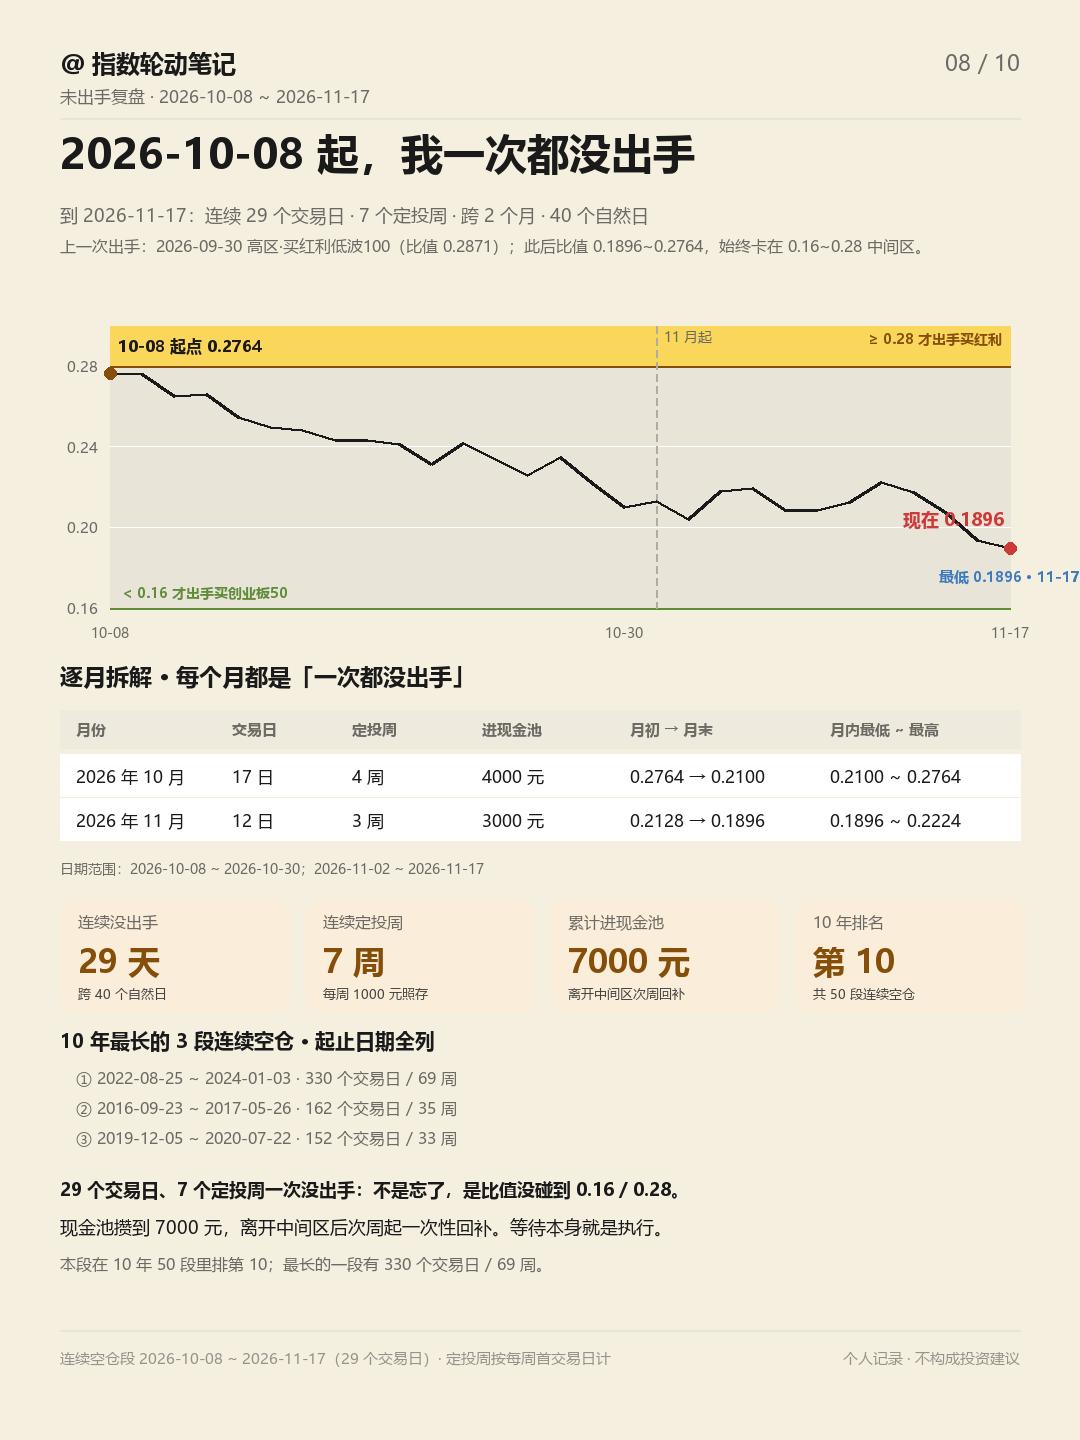 @ 指数轮动笔记
08 / 10
未出手复盘 · 2026-10-08 ~ 2026-11-17
2026-10-08 起，我一次都没出手
到 2026-11-17：连续 29 个交易日 · 7 个定投周 · 跨 2 个月 · 40 个自然日
上一次出手：2026-09-30 高区·买红利低波100（比值 0.2871）；此后比值 0.1896~0.2764，始终卡在 0.16~0.28 中间区。
10-08 起点 0.2764
11 月起
≥ 0.28 才出手买红利
0.28
0.24
0.20
现在 0.1896
最低 0.1896 • 11-17
< 0.16 才出手买创业板50
0.16
10-08
10-30
11-17
逐月拆解 • 每个月都是「一次都没出手」
月份 交易日 定投周 进现金池 月初 → 月末 月内最低 ~ 最高
2026 年 10 月 17 日 4 周 4000 元 0.2764 → 0.2100 0.2100 ~ 0.2764
2026 年 11 月 12 日 3 周 3000 元 0.2128 → 0.1896 0.1896 ~ 0.2224
日期范围：2026-10-08 ~ 2026-10-30；2026-11-02 ~ 2026-11-17
连续没出手
29 天
跨 40 个自然日
连续定投周
7 周
每周 1000 元照存
累计进现金池
7000 元
离开中间区次周回补
10 年排名
第 10
共 50 段连续空仓
10 年最长的 3 段连续空仓 • 起止日期全列
① 2022-08-25 ~ 2024-01-03 · 330 个交易日 / 69 周
② 2016-09-23 ~ 2017-05-26 · 162 个交易日 / 35 周
③ 2019-12-05 ~ 2020-07-22 · 152 个交易日 / 33 周
29 个交易日、7 个定投周一次没出手：不是忘了，是比值没碰到 0.16 / 0.28。
现金池攒到 7000 元，离开中间区后次周起一次性回补。等待本身就是执行。
本段在 10 年 50 段里排第 10；最长的一段有 330 个交易日 / 69 周。
连续空仓段 2026-10-08 ~ 2026-11-17（29 个交易日）· 定投周按每周首交易日计
个人记录 · 不构成投资建议